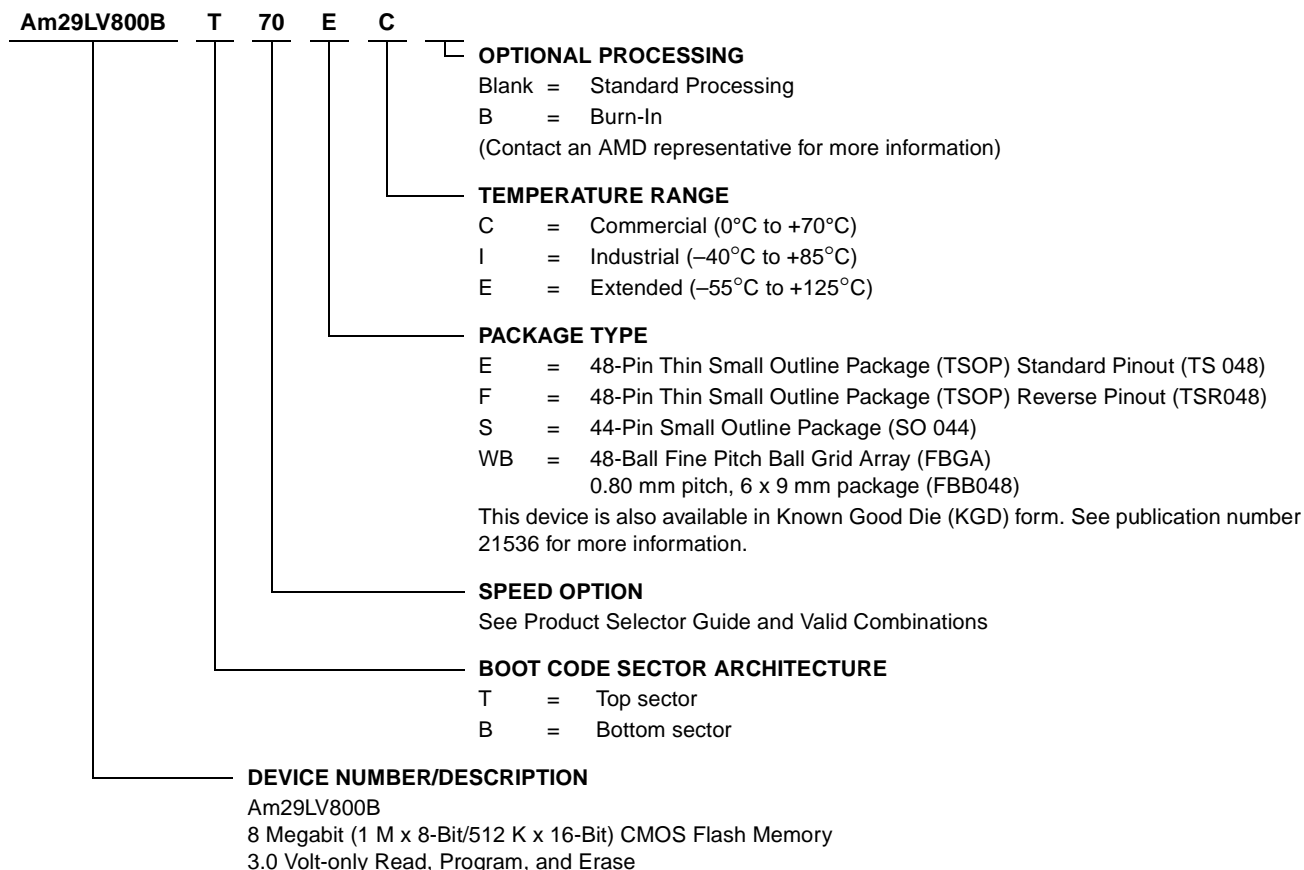 Am29LV800B T 70 E C
OPTIONAL PROCESSING
Blank = Standard Processing
B = Burn-In
(Contact an AMD representative for more information)
TEMPERATURE RANGE
C = Commercial (0°C to +70°C)
I = Industrial (–40°C to +85°C)
E = Extended (–55°C to +125°C)
PACKAGE TYPE
E = 48-Pin Thin Small Outline Package (TSOP) Standard Pinout (TS 048)
F = 48-Pin Thin Small Outline Package (TSOP) Reverse Pinout (TSR048)
S = 44-Pin Small Outline Package (SO 044)
WB = 48-Ball Fine Pitch Ball Grid Array (FBGA)
0.80 mm pitch, 6 x 9 mm package (FBB048)
This device is also available in Known Good Die (KGD) form. See publication number
21536 for more information.
SPEED OPTION
See Product Selector Guide and Valid Combinations
BOOT CODE SECTOR ARCHITECTURE
T = Top sector
B = Bottom sector
DEVICE NUMBER/DESCRIPTION
Am29LV800B
8 Megabit (1 M x 8-Bit/512 K x 16-Bit) CMOS Flash Memory
3.0 Volt-only Read, Program, and Erase